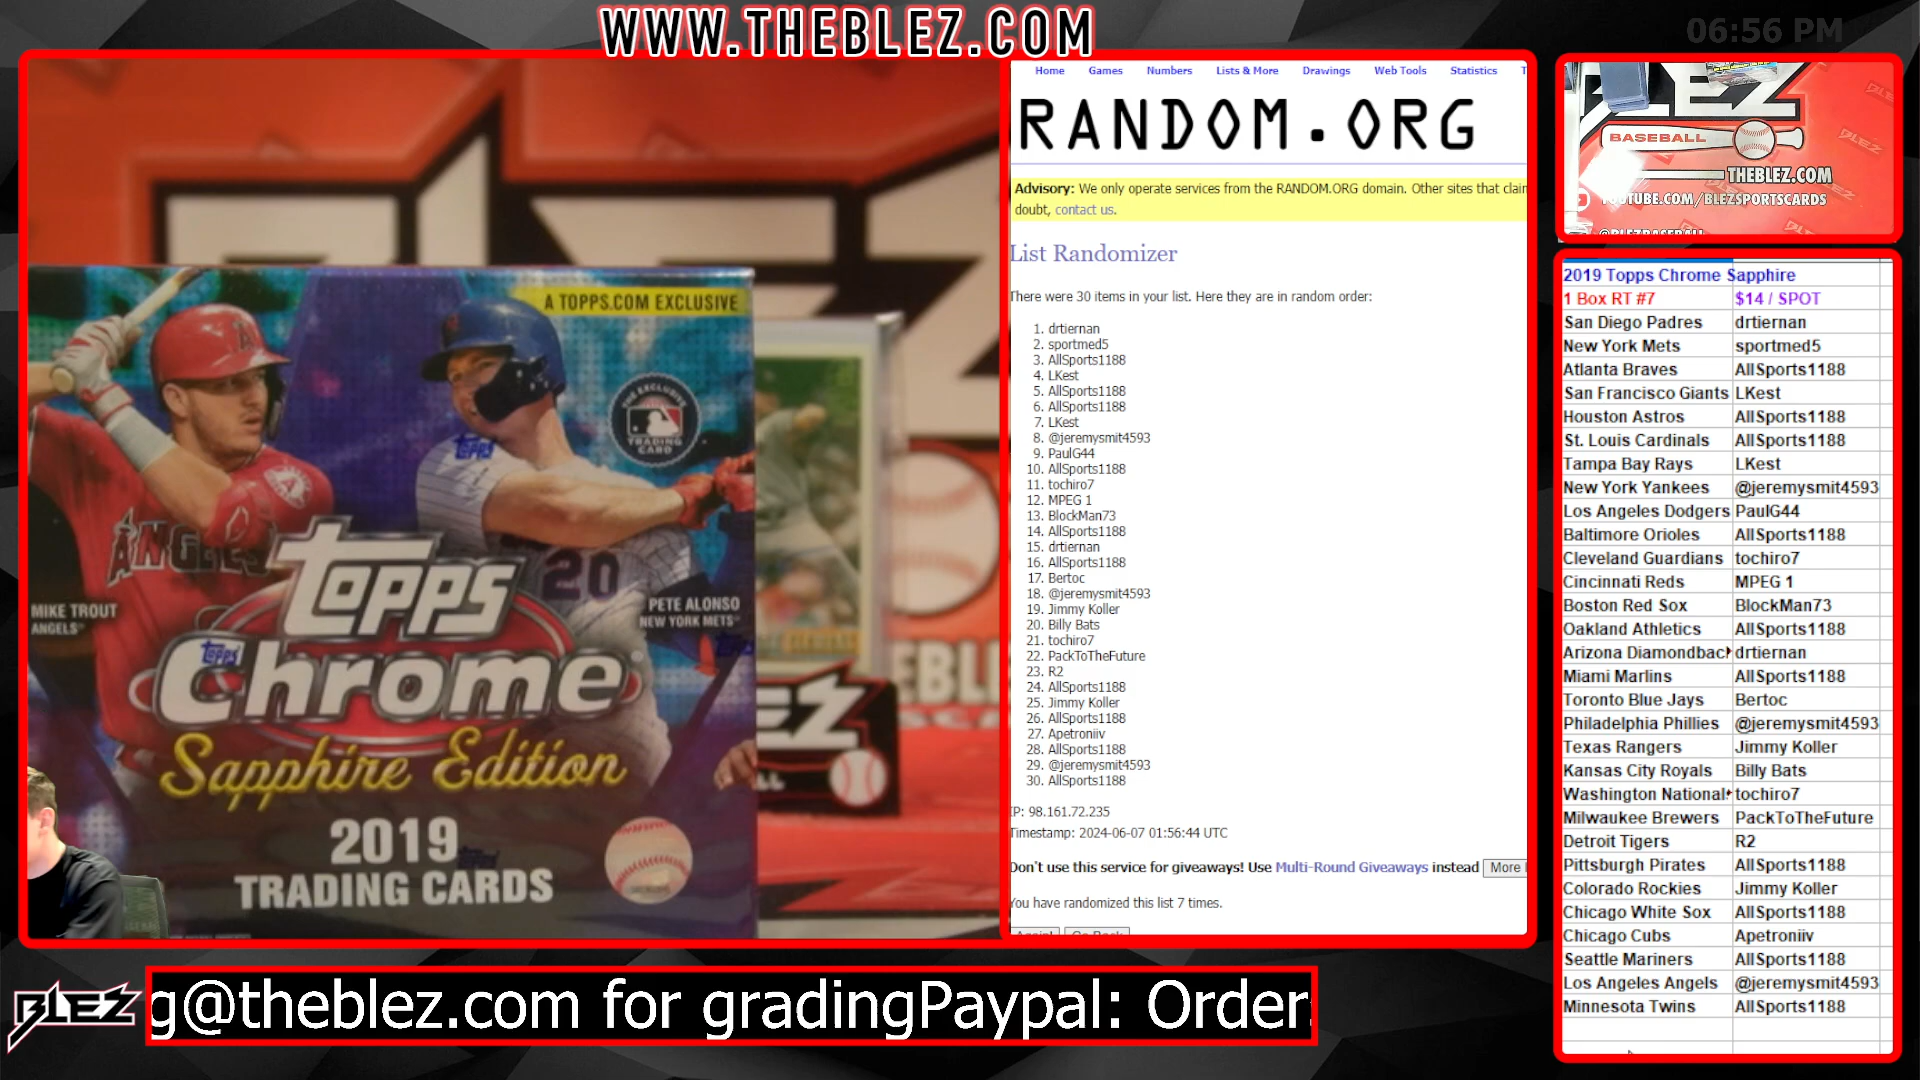 WWW.THEBLEZ.COM
06:56 PM
A TOPPS.COM EXCLUSIVE
TRADING
CARD
ANGELS
20
MIKE TROUT
ANGELS
PETE ALONSO
NEW YORK METS
Topps
Chrome
Sapphire Edition
2019
TRADING CARDS
Home Games Numbers Lists & More Drawings Web Tools Statistics
RANDOM.ORG
Advisory: We only operate services from the RANDOM.ORG domain. Other sites that claim
doubt, contact us.
List Randomizer
There were 30 items in your list. Here they are in random order:
1. drtiernan
2. sportmed5
3. AllSports1188
4. LKest
5. AllSports1188
6. AllSports1188
7. LKest
8. @jeremysmit4593
9. PaulG44
10. AllSports1188
11. tochiro7
12. MPEG 1
13. BlockMan73
14. AllSports1188
15. drtiernan
16. AllSports1188
17. Bertoc
18. @jeremysmit4593
19. Jimmy Koller
20. Billy Bats
21. tochiro7
22. PackToTheFuture
23. R2
24. AllSports1188
25. Jimmy Koller
26. AllSports1188
27. Apetroniiv
28. AllSports1188
29. @jeremysmit4593
30. AllSports1188
IP: 98.161.72.235
Timestamp: 2024-06-07 01:56:44 UTC
Don't use this service for giveaways! Use Multi-Round Giveaways instead More
You have randomized this list 7 times.
BASEBALL
THEBLEZ.COM
YOUTUBE.COM/BLEZSPORTSCARDS
@BLEZBASEBALL
2019 Topps Chrome Sapphire
1 Box RT #7 $14 / SPOT
San Diego Padres drtiernan
New York Mets sportmed5
Atlanta Braves AllSports1188
San Francisco Giants LKest
Houston Astros AllSports1188
St. Louis Cardinals AllSports1188
Tampa Bay Rays LKest
New York Yankees @jeremysmit4593
Los Angeles Dodgers PaulG44
Baltimore Orioles AllSports1188
Cleveland Guardians tochiro7
Cincinnati Reds MPEG 1
Boston Red Sox BlockMan73
Oakland Athletics AllSports1188
Arizona Diamondback drtiernan
Miami Marlins AllSports1188
Toronto Blue Jays Bertoc
Philadelphia Phillies @jeremysmit4593
Texas Rangers Jimmy Koller
Kansas City Royals Billy Bats
Washington National tochiro7
Milwaukee Brewers PackToTheFuture
Detroit Tigers R2
Pittsburgh Pirates AllSports1188
Colorado Rockies Jimmy Koller
Chicago White Sox AllSports1188
Chicago Cubs Apetroniiv
Seattle Mariners AllSports1188
Los Angeles Angels @jeremysmit4593
Minnesota Twins AllSports1188
BLEZ
g@theblez.com for gradingPaypal: Order